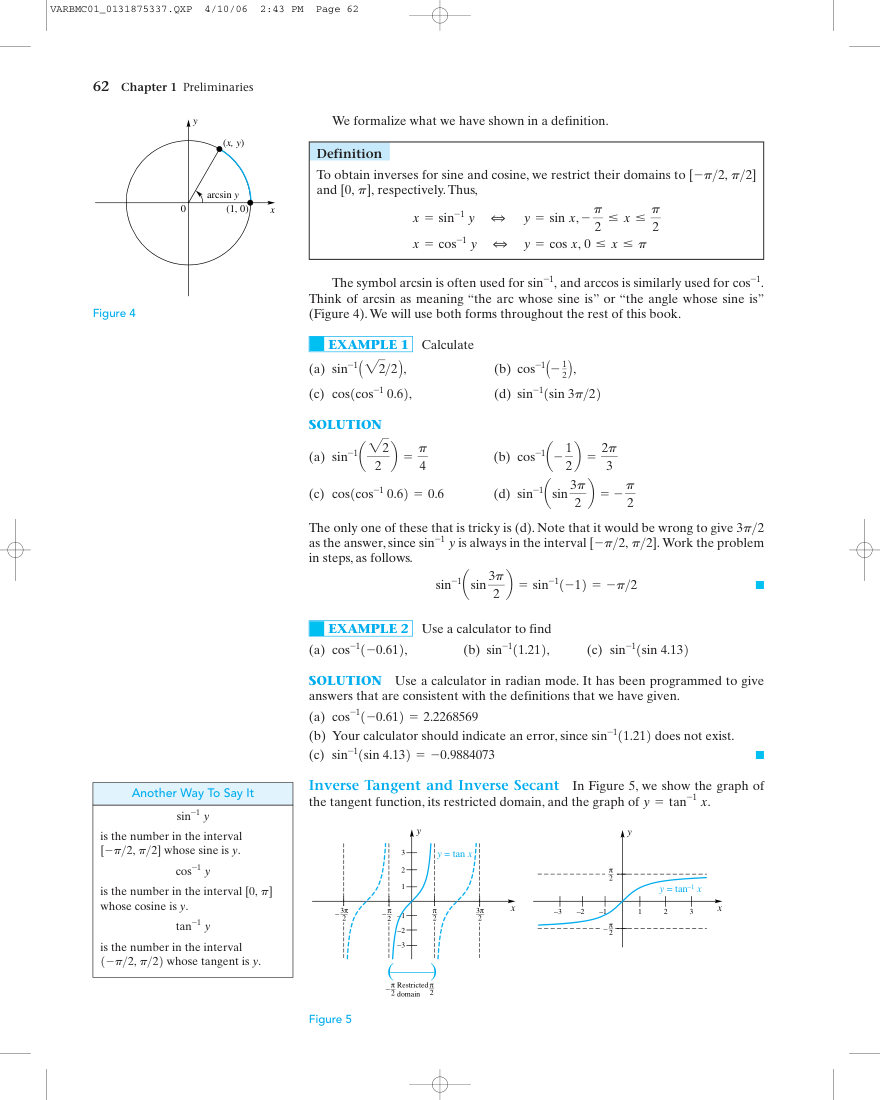 VARBMC01_0131875337.QXP 4/10/06 2:43 PM Page 62
62 Chapter 1 Preliminaries
y
(x, y)
arcsin y
0
(1, 0)
x
Figure 4
We formalize what we have shown in a definition.
Definition
To obtain inverses for sine and cosine, we restrict their domains to [−π/2, π/2]
and [0, π], respectively. Thus,
x = sin⁻¹ y ⇔ y = sin x, −π/2 ≤ x ≤ π/2
x = cos⁻¹ y ⇔ y = cos x, 0 ≤ x ≤ π
The symbol arcsin is often used for sin⁻¹, and arccos is similarly used for cos⁻¹.
Think of arcsin as meaning “the arc whose sine is” or “the angle whose sine is”
(Figure 4). We will use both forms throughout the rest of this book.
EXAMPLE 1 Calculate
(a) sin⁻¹(√2/2), (b) cos⁻¹(−1/2),
(c) cos(cos⁻¹ 0.6), (d) sin⁻¹(sin 3π/2)
SOLUTION
(a) sin⁻¹(√2/2) = π/4 (b) cos⁻¹(−1/2) = 2π/3
(c) cos(cos⁻¹ 0.6) = 0.6 (d) sin⁻¹(sin 3π/2) = −π/2
The only one of these that is tricky is (d). Note that it would be wrong to give 3π/2
as the answer, since sin⁻¹ y is always in the interval [−π/2, π/2]. Work the problem
in steps, as follows.
sin⁻¹(sin 3π/2) = sin⁻¹(−1) = −π/2
EXAMPLE 2 Use a calculator to find
(a) cos⁻¹(−0.61), (b) sin⁻¹(1.21), (c) sin⁻¹(sin 4.13)
SOLUTION Use a calculator in radian mode. It has been programmed to give
answers that are consistent with the definitions that we have given.
(a) cos⁻¹(−0.61) = 2.2268569
(b) Your calculator should indicate an error, since sin⁻¹(1.21) does not exist.
(c) sin⁻¹(sin 4.13) = −0.9884073
Another Way To Say It
sin⁻¹ y
is the number in the interval
[−π/2, π/2] whose sine is y.
cos⁻¹ y
is the number in the interval [0, π]
whose cosine is y.
tan⁻¹ y
is the number in the interval
(−π/2, π/2) whose tangent is y.
Inverse Tangent and Inverse Secant In Figure 5, we show the graph of
the tangent function, its restricted domain, and the graph of y = tan⁻¹ x.
y
3
y = tan x
2
1
−3π/2 −π/2 π/2 3π/2 x
−1
−2
−3
−π/2 Restricted π/2
domain
y
π/2
y = tan⁻¹ x
−3 −2 −1 1 2 3 x
−π/2
Figure 5